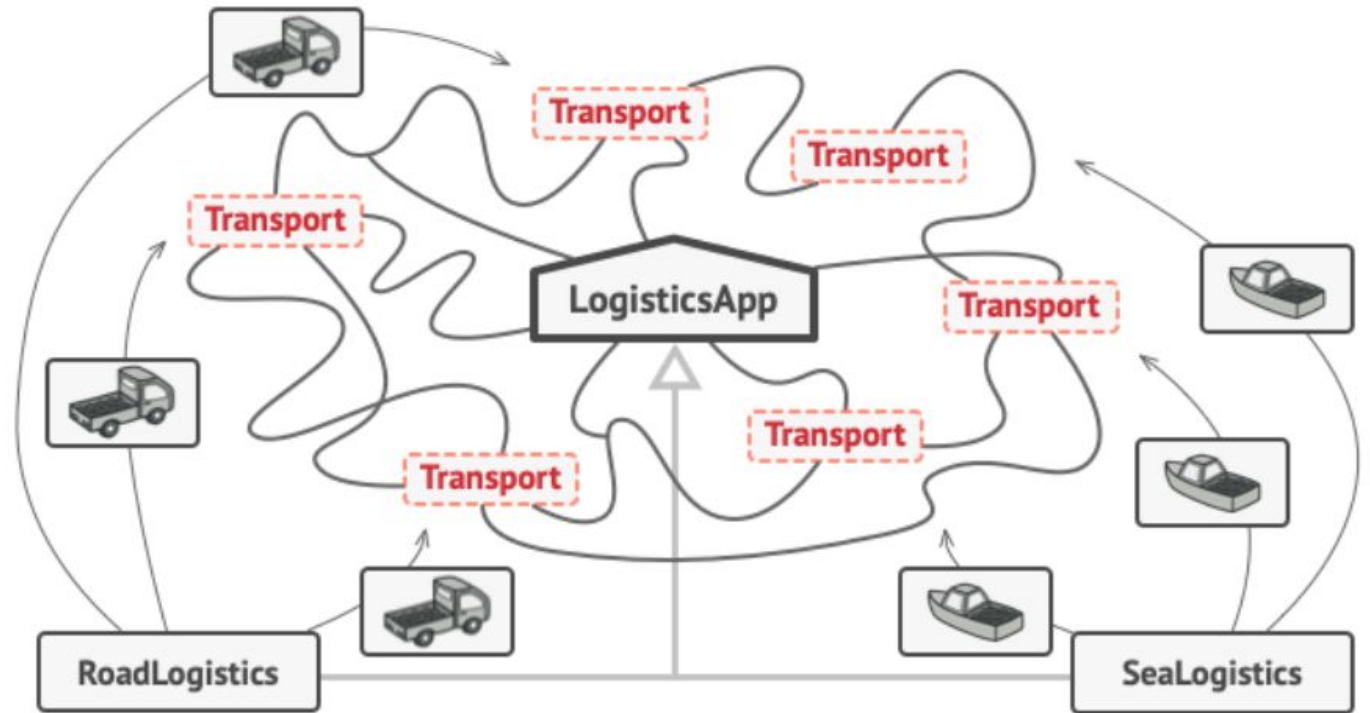 Transport
Transport
Transport
LogisticsApp
Transport
Transport
Transport
RoadLogistics
SeaLogistics